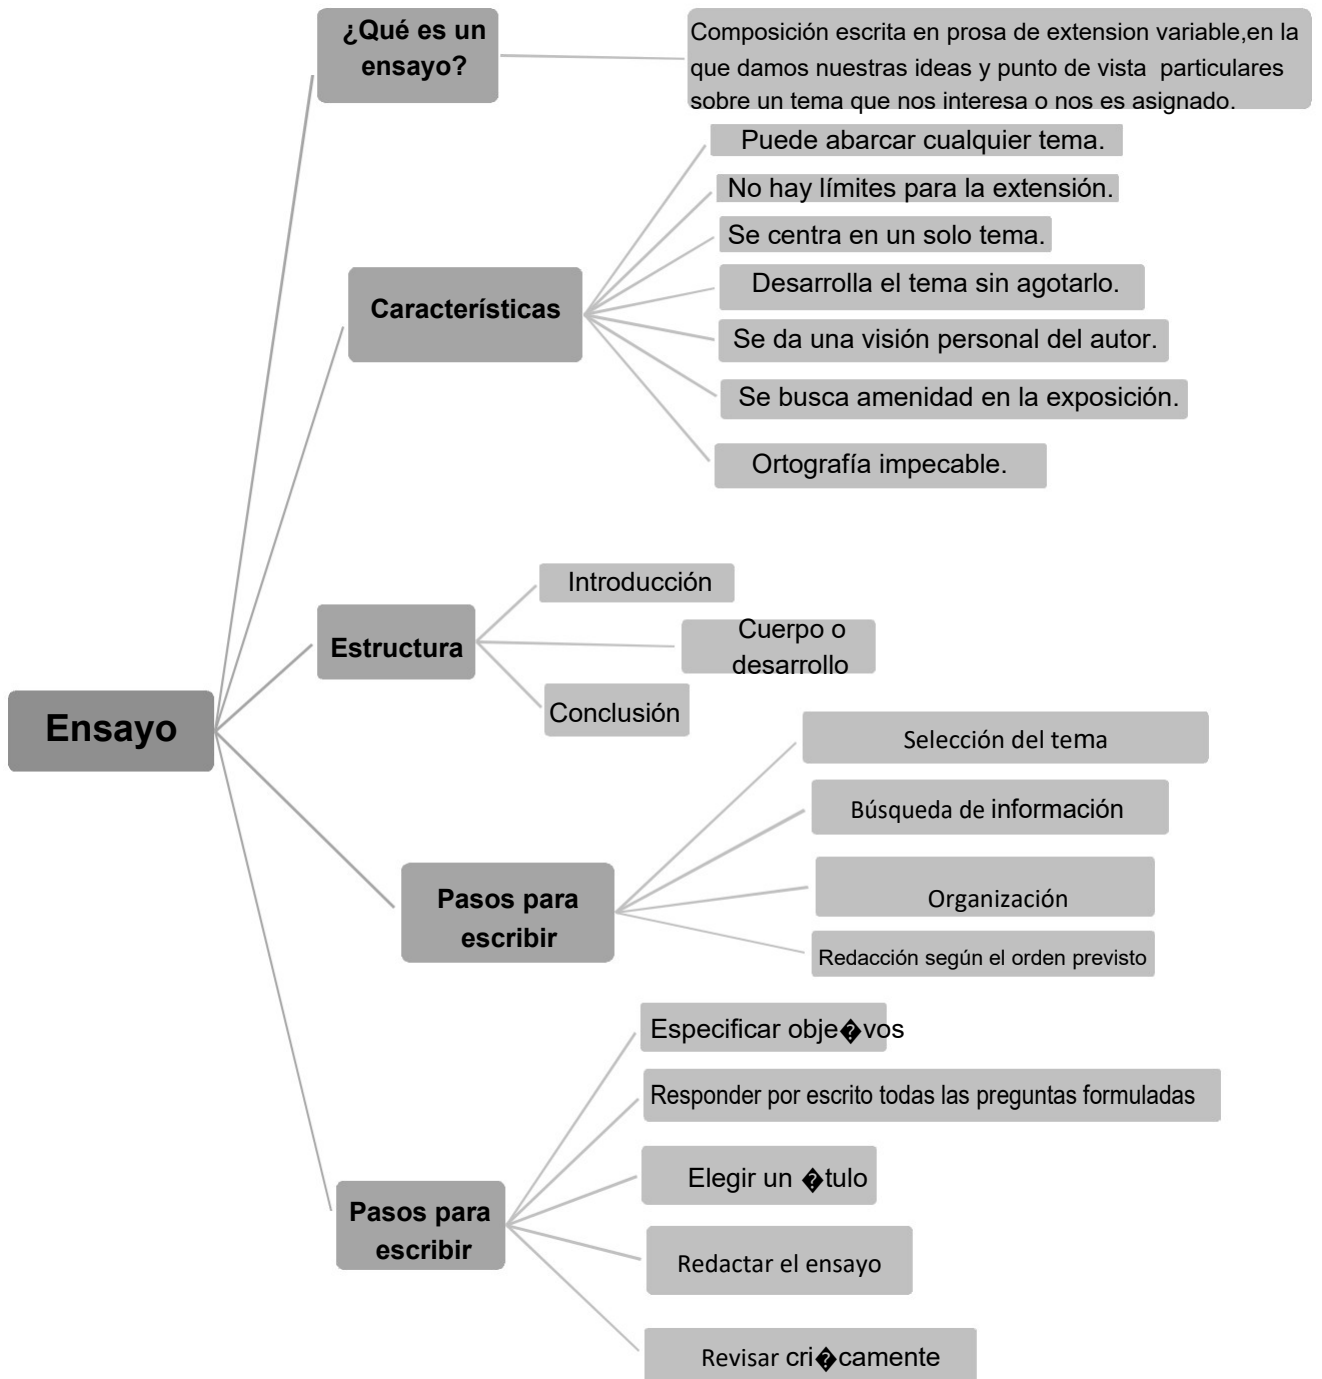 ¿Qué es un
ensayo?
Composición escrita en prosa de extension variable,en la
que damos nuestras ideas y punto de vista particulares
sobre un tema que nos interesa o nos es asignado.
Puede abarcar cualquier tema.
No hay límites para la extensión.
Se centra en un solo tema.
Desarrolla el tema sin agotarlo.
Se da una visión personal del autor.
Se busca amenidad en la exposición.
Ortografía impecable.
Característícas
Introducción
Cuerpo o
desarrollo
Conclusión
Estructura
Ensayo
Selección del tema
Búsqueda de información
Organización
Redacción según el orden previsto
Pasos para
escribir
Especificar obje�vos
Responder por escrito todas las preguntas formuladas
Elegir un �tulo
Redactar el ensayo
Revisar cri�camente
Pasos para
escribir